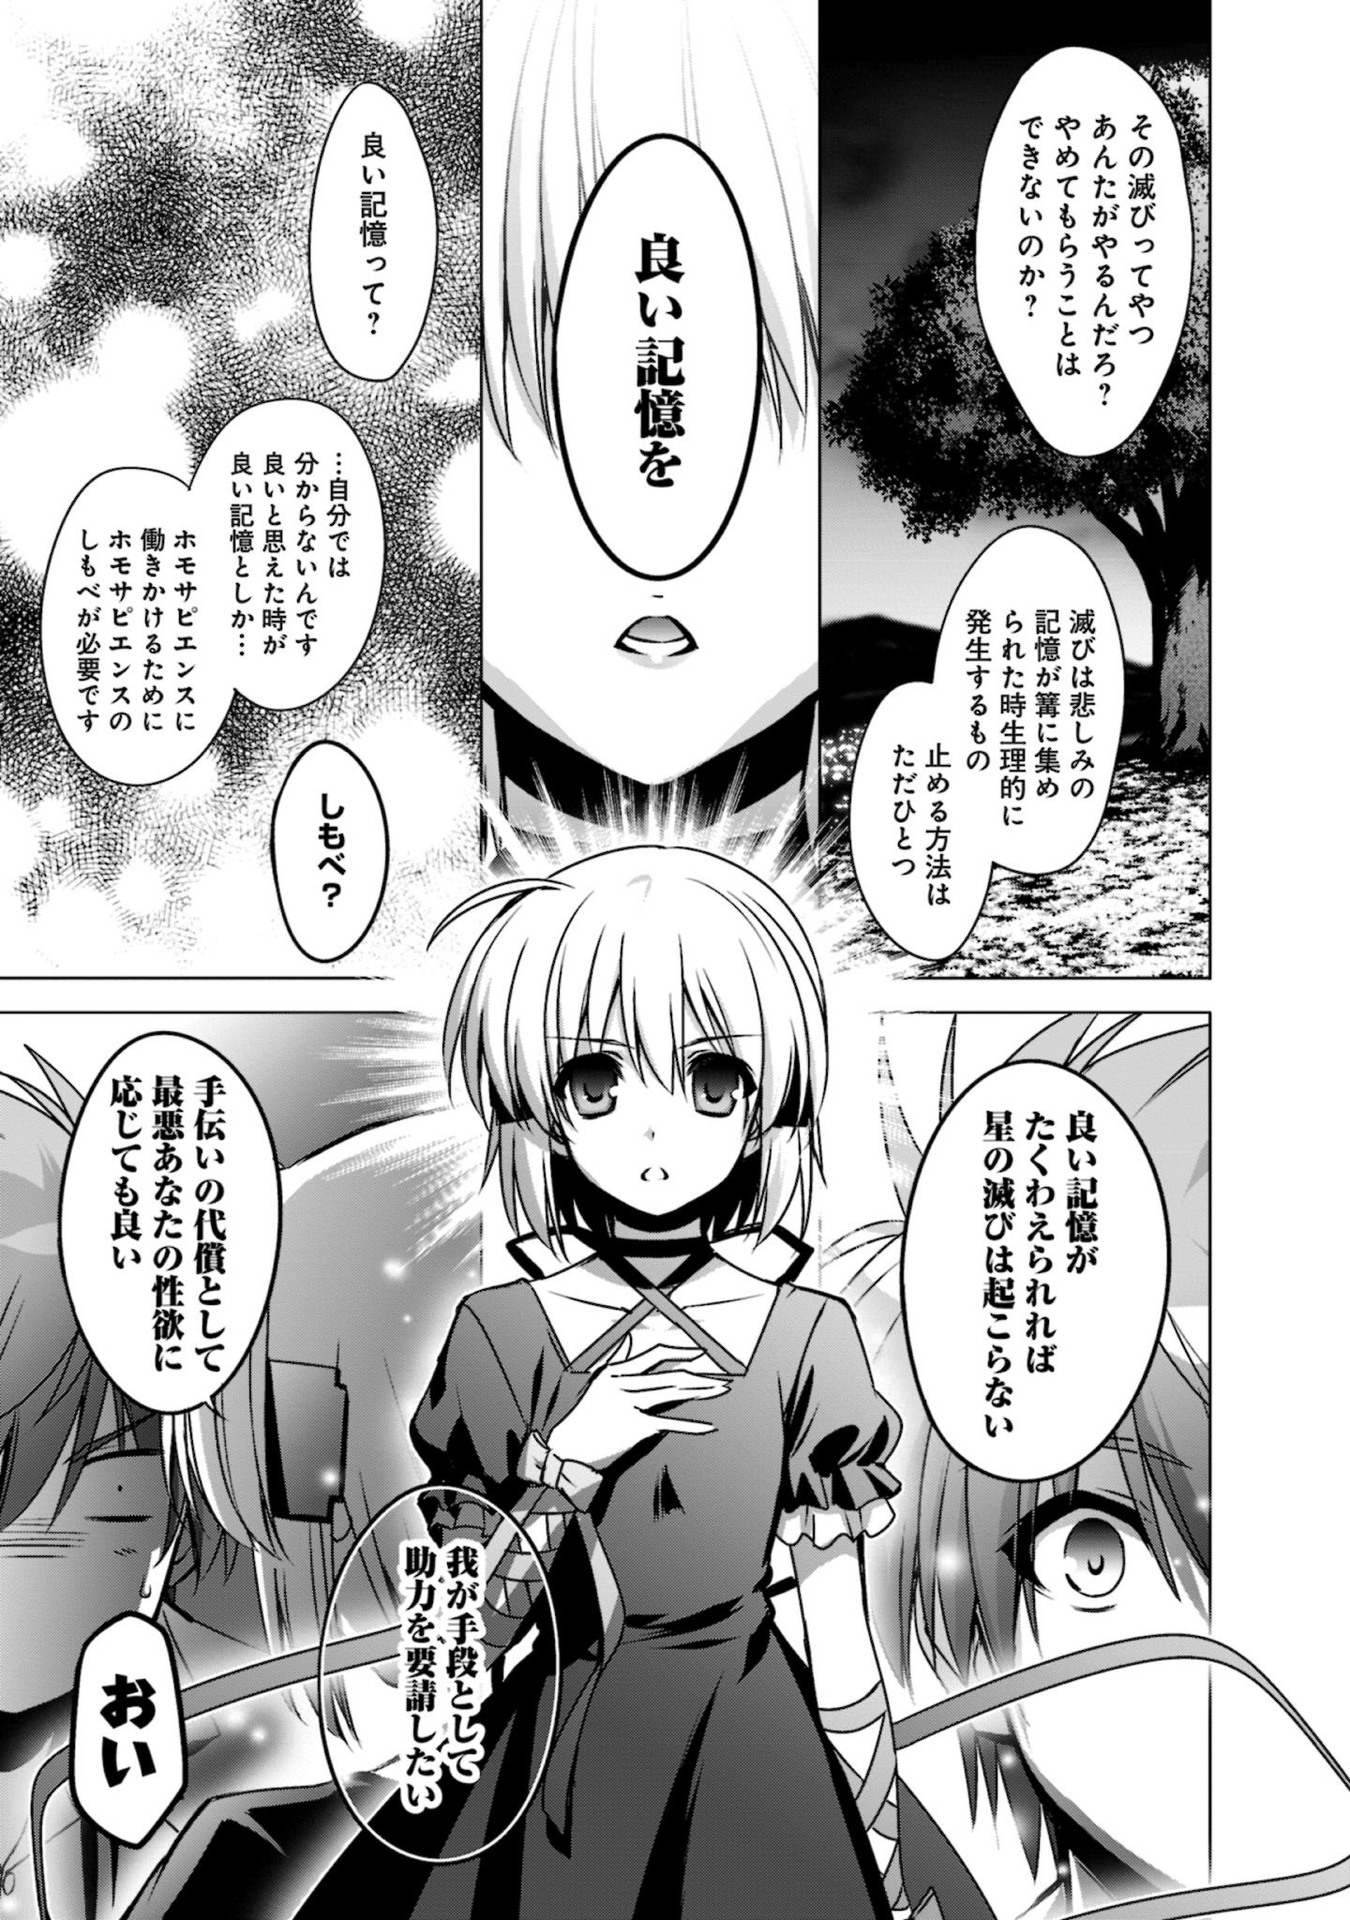 その滅びってやつ
あんたがやるんだろ?
やめてもらうことは
できないのか?
滅びは悲しみの
記憶が篝に集め
られた時生理的に
発生するもの
止める方法は
ただひとつ
良い記憶を
良い記憶って?
…自分では
分からないんです
良いと思えた時が
良い記憶としか…
ホモサピエンスに
働きかけるために
ホモサピエンスの
しもべが必要です
しもべ?
良い記憶が
たくわえられれば
星の滅びは起こらない
我が手段として
助力を要請したい
手伝いの代償として
最悪あなたの性欲に
応じても良い
おい